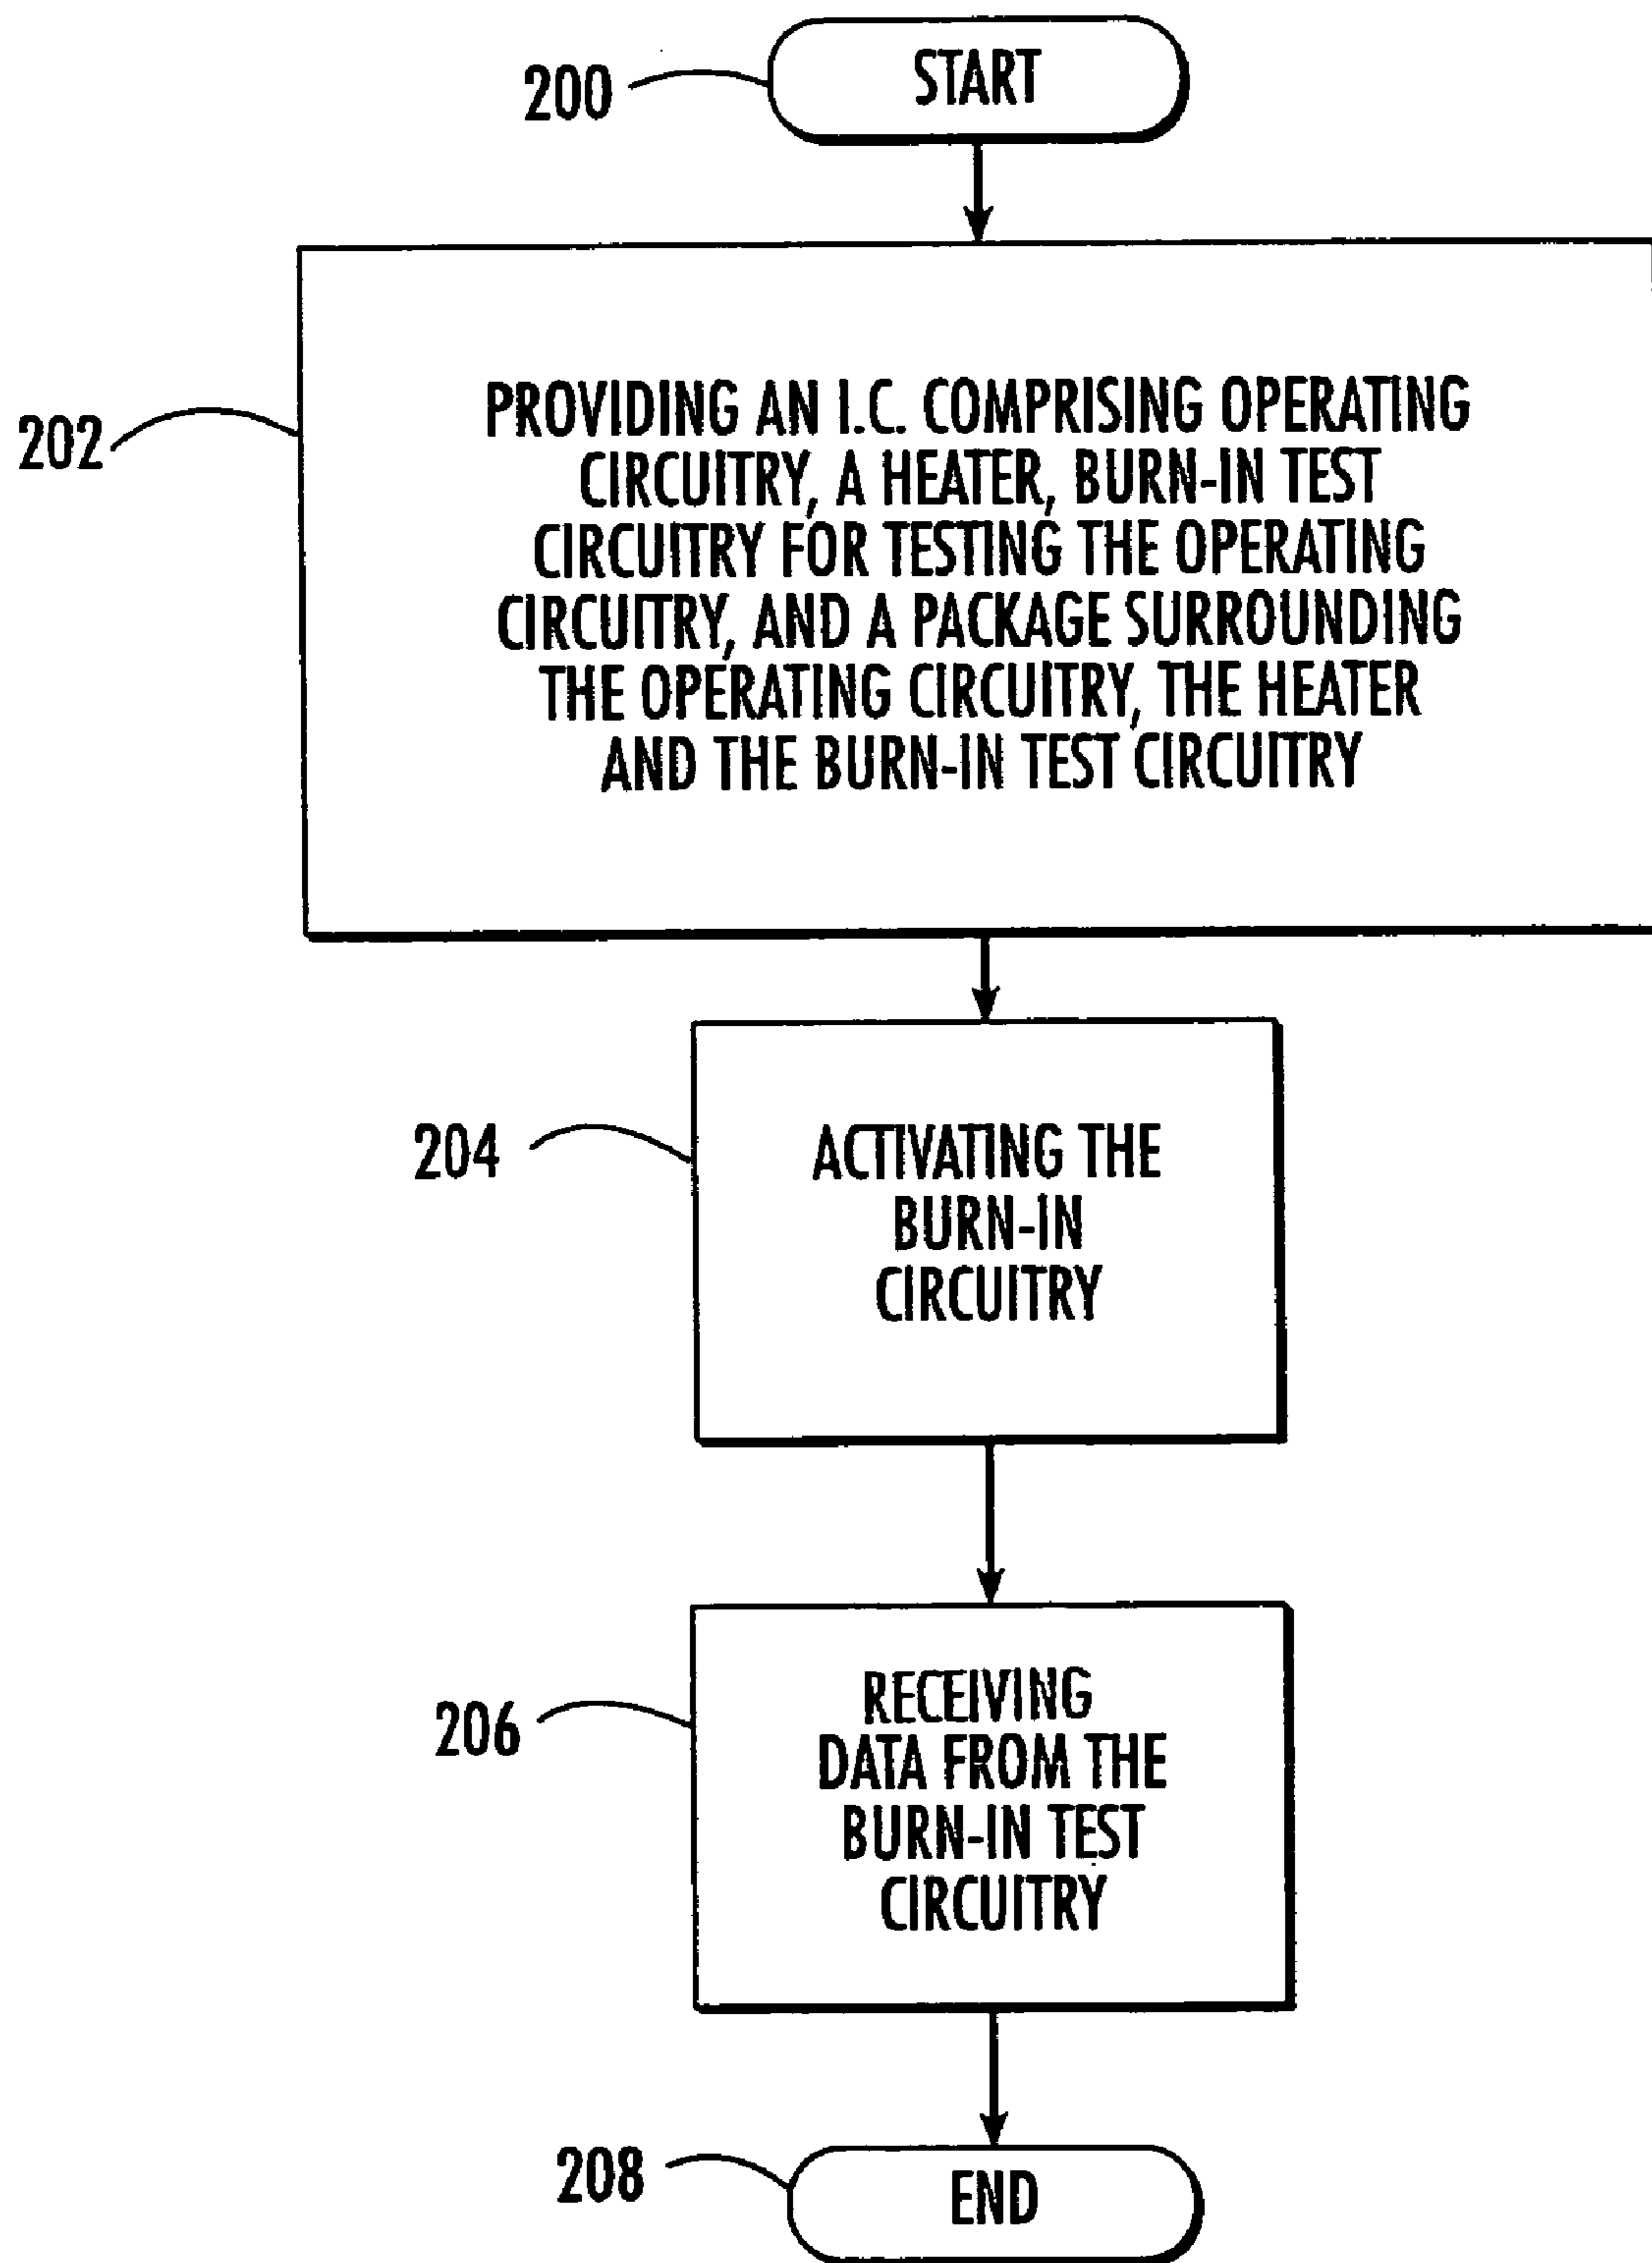 200
START
202
PROVIDING AN I.C. COMPRISING OPERATING
CIRCUITRY, A HEATER, BURN-IN TEST
CIRCUITRY FOR TESTING THE OPERATING
CIRCUITRY, AND A PACKAGE SURROUNDING
THE OPERATING CIRCUITRY, THE HEATER
AND THE BURN-IN TEST CIRCUITRY
204
ACTIVATING THE
BURN-IN
CIRCUITRY
206
RECEIVING
DATA FROM THE
BURN-IN TEST
CIRCUITRY
208
END